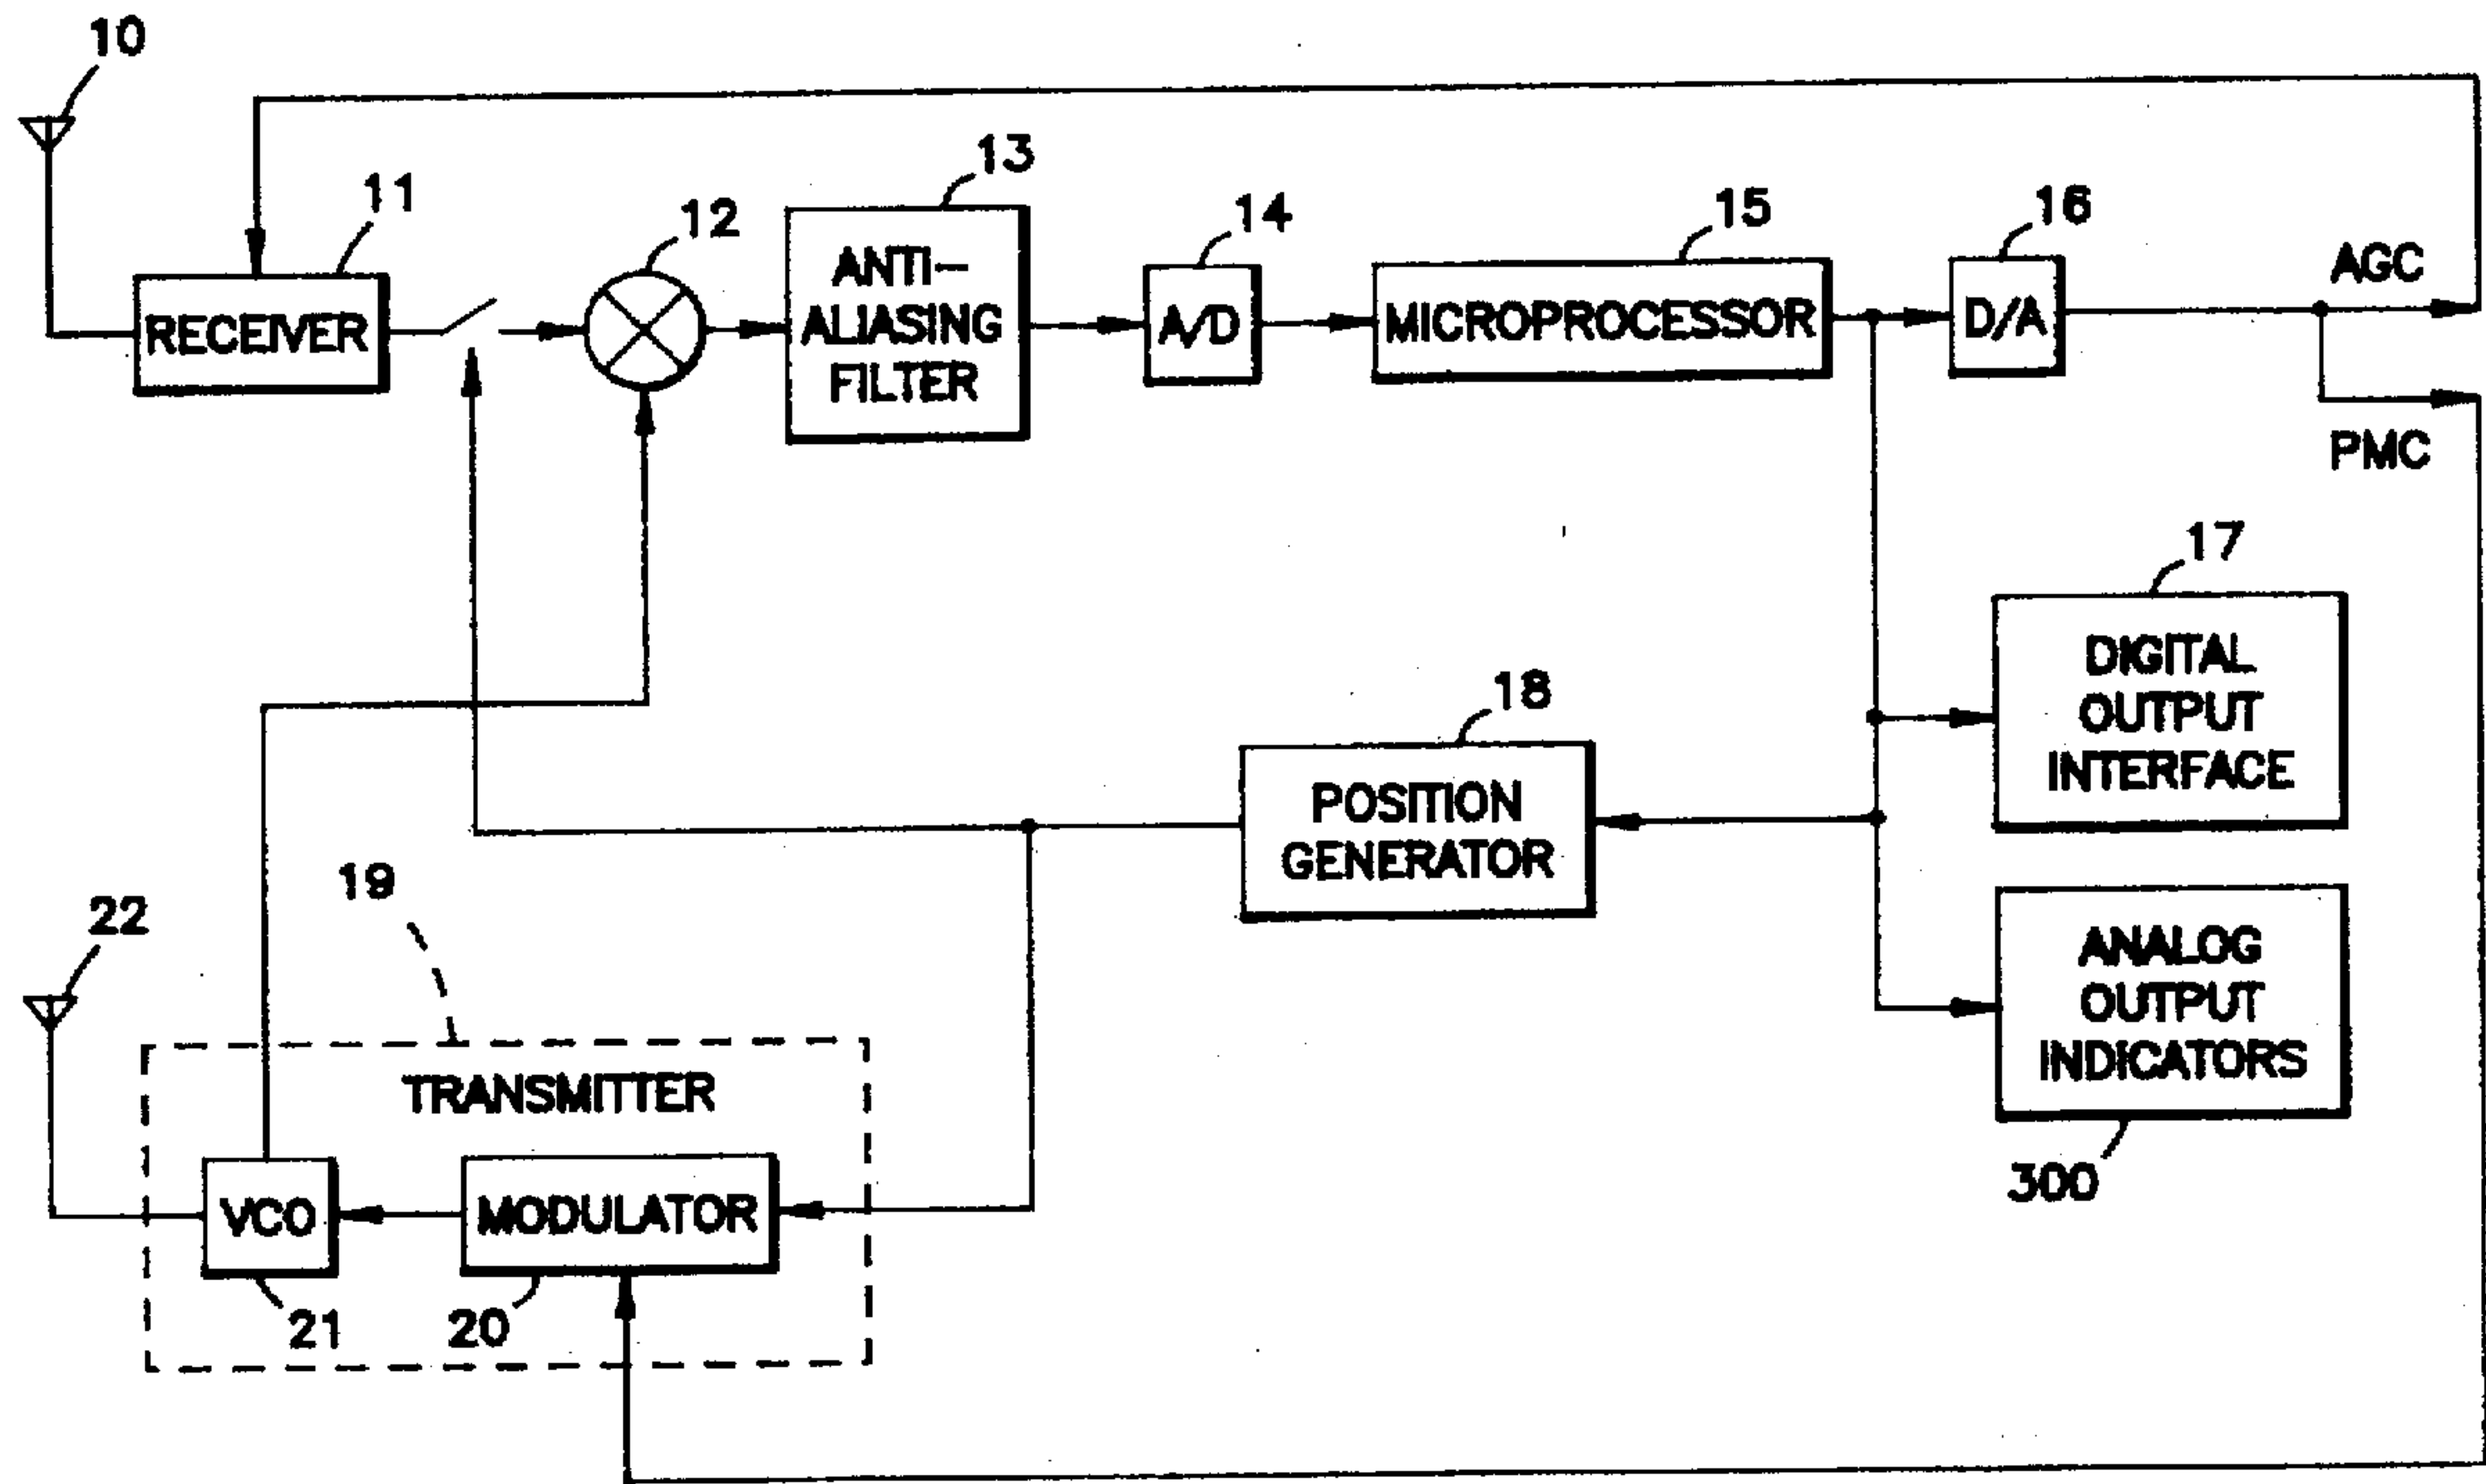 10
11
12
13
14
15
16
AGC
RECEIVER
ANTI-
ALIASING
FILTER
A/D
MICROPROCESSOR
D/A
PMC
17
DIGITAL
OUTPUT
INTERFACE
18
POSITION
GENERATOR
19
22
ANALOG
OUTPUT
INDICATORS
300
TRANSMITTER
VCO
MODULATOR
21
20